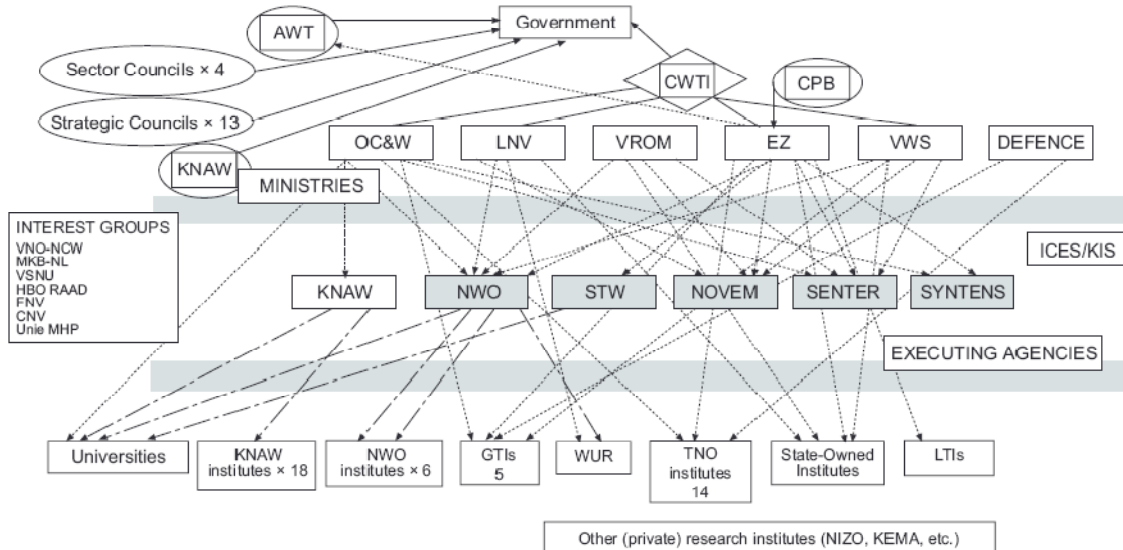 AWT
Government
Sector Councils × 4
CWTI
CPB
Strategic Councils × 13
KNAW
OC&W
LNV
VROM
EZ
VWS
DEFENCE
MINISTRIES
INTEREST GROUPS
VNO-NCW
MKB-NL
VSNU
HBO RAAD
FNV
CNV
Unie MHP
ICES/KIS
KNAW
NWO
STW
NOVEM
SENTER
SYNTENS
EXECUTING AGENCIES
Universities
KNAW
institutes × 18
NWO
institutes × 6
GTIs
5
WUR
TNO
institutes
14
State-Owned
Institutes
LTIs
Other (private) research institutes (NIZO, KEMA, etc.)